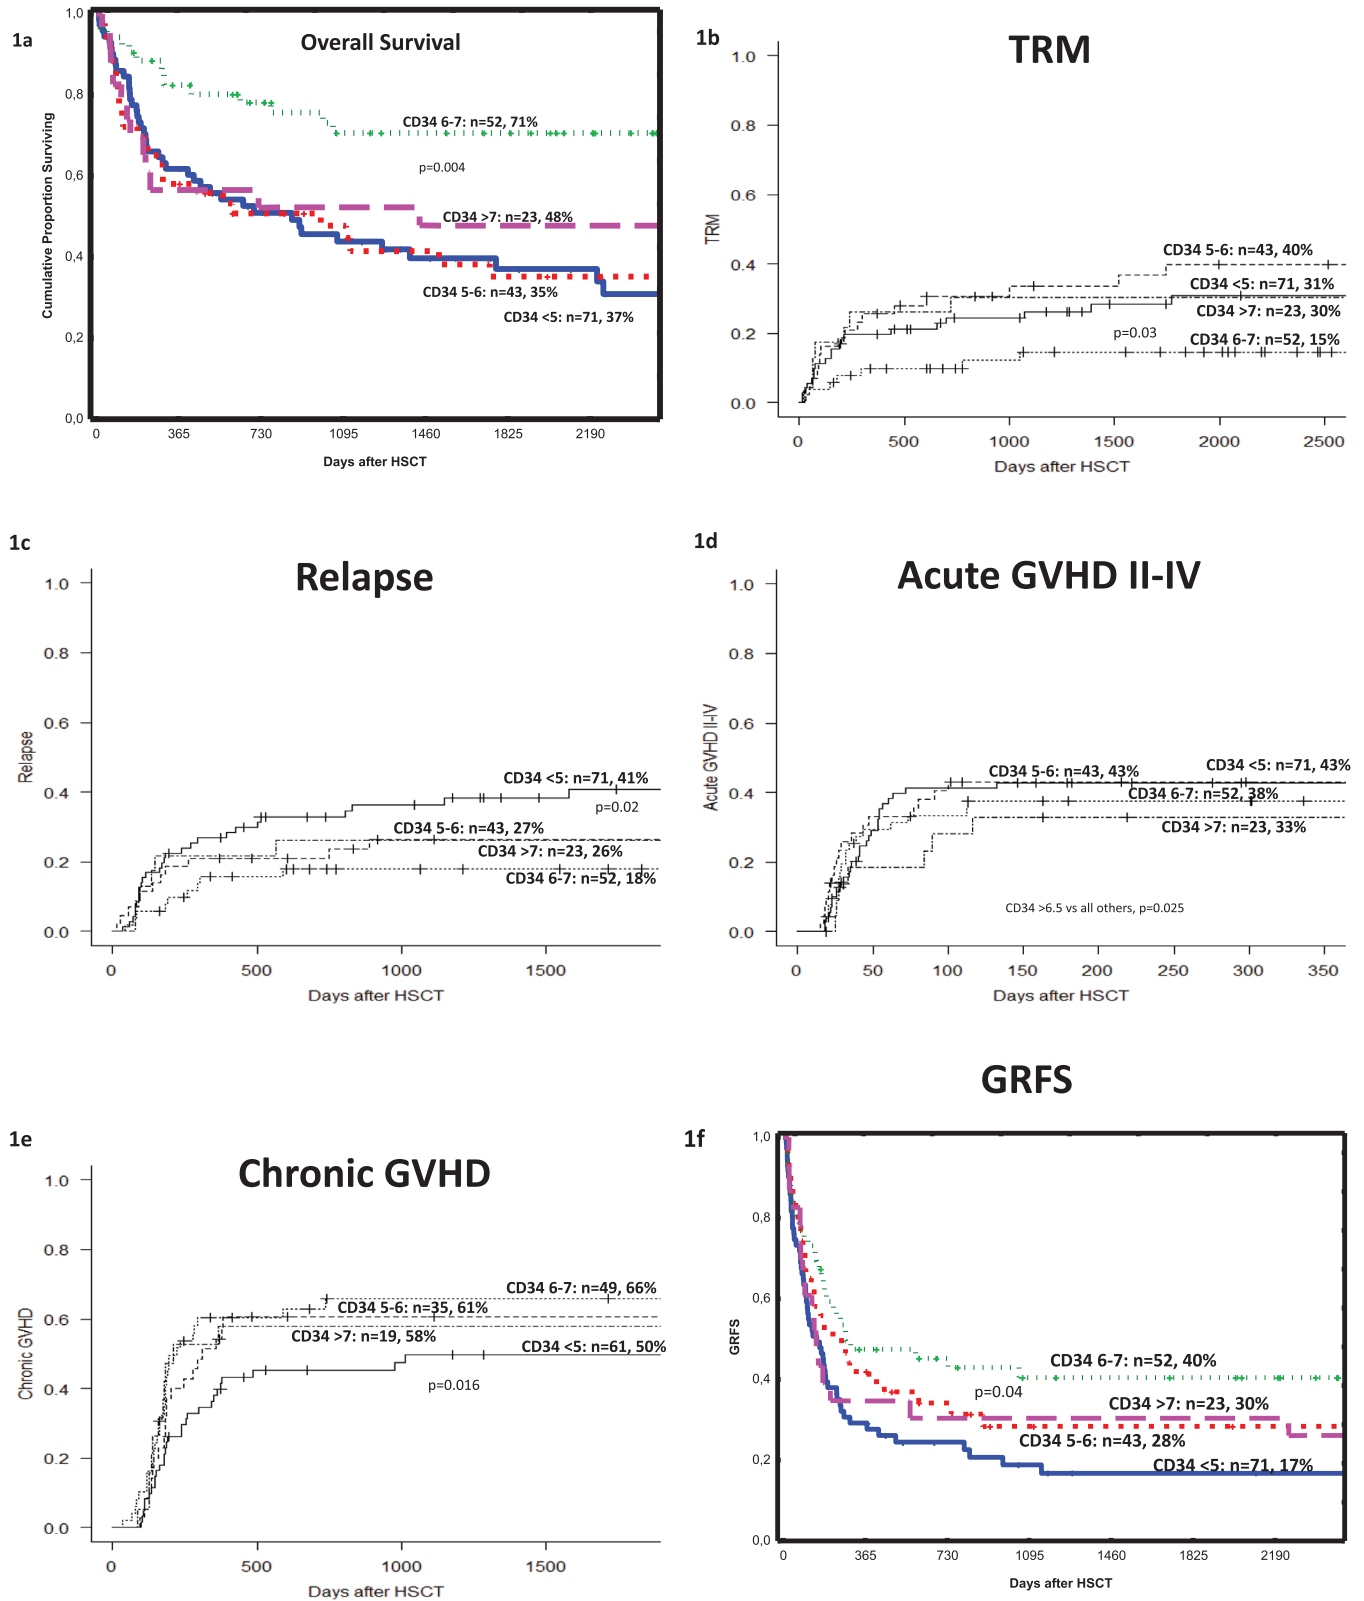 1a
Overall Survival
1,0
0,8
0,6
0,4
0,2
0,0
Cumulative Proportion Surviving
CD34 6-7: n=52, 71%
p=0.004
CD34 >7: n=23, 48%
CD34 5-6: n=43, 35%
CD34 <5: n=71, 37%
0 365 730 1095 1460 1825 2190
Days after HSCT
1b
TRM
1.0
0.8
0.6
0.4
0.2
0.0
TRM
CD34 5-6: n=43, 40%
CD34 <5: n=71, 31%
CD34 >7: n=23, 30%
p=0.03
CD34 6-7: n=52, 15%
0 500 1000 1500 2000 2500
Days after HSCT
1c
Relapse
1.0
0.8
0.6
0.4
0.2
0.0
Relapse
CD34 <5: n=71, 41%
p=0.02
CD34 5-6: n=43, 27%
CD34 >7: n=23, 26%
CD34 6-7: n=52, 18%
0 500 1000 1500
Days after HSCT
1d
Acute GVHD II-IV
1.0
0.8
0.6
0.4
0.2
0.0
Acute GVHD II-IV
CD34 <5: n=71, 43%
CD34 5-6: n=43, 43%
CD34 6-7: n=52, 38%
CD34 >7: n=23, 33%
CD34 >6.5 vs all others, p=0.025
0 50 100 150 200 250 300 350
Days after HSCT
1e
Chronic GVHD
1.0
0.8
0.6
0.4
0.2
0.0
Chronic GVHD
CD34 6-7: n=49, 66%
CD34 5-6: n=35, 61%
CD34 >7: n=19, 58%
CD34 <5: n=61, 50%
p=0.016
0 500 1000 1500
Days after HSCT
GRFS
1f
1,0
0,8
0,6
0,4
0,2
0,0
GRFS
CD34 6-7: n=52, 40%
p=0.04
CD34 >7: n=23, 30%
CD34 5-6: n=43, 28%
CD34 <5: n=71, 17%
0 365 730 1095 1460 1825 2190
Days after HSCT